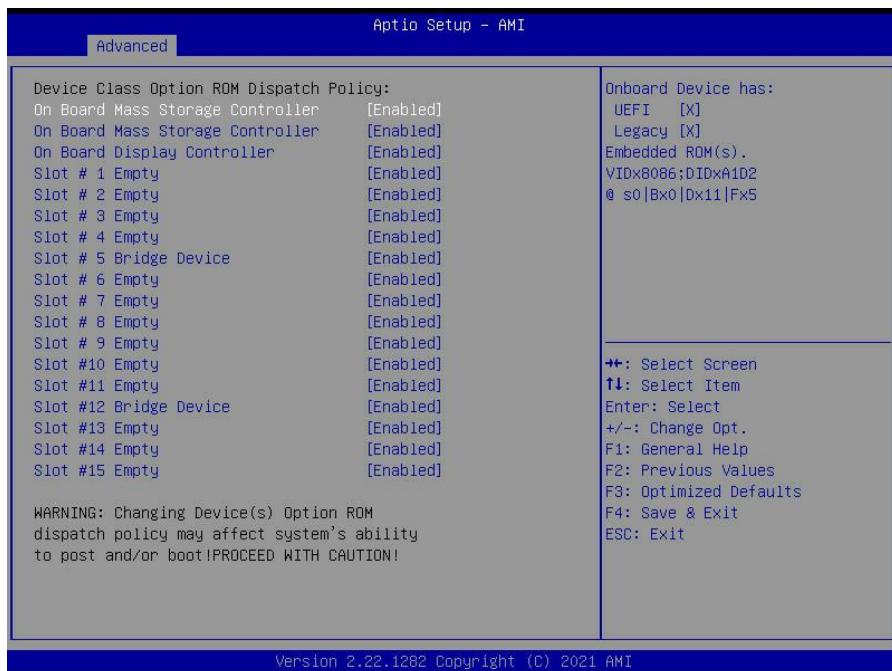 Aptio Setup – AMI
Advanced
Device Class Option ROM Dispatch Policy:
On Board Mass Storage Controller [Enabled]
On Board Mass Storage Controller [Enabled]
On Board Display Controller [Enabled]
Slot # 1 Empty [Enabled]
Slot # 2 Empty [Enabled]
Slot # 3 Empty [Enabled]
Slot # 4 Empty [Enabled]
Slot # 5 Bridge Device [Enabled]
Slot # 6 Empty [Enabled]
Slot # 7 Empty [Enabled]
Slot # 8 Empty [Enabled]
Slot # 9 Empty [Enabled]
Slot #10 Empty [Enabled]
Slot #11 Empty [Enabled]
Slot #12 Bridge Device [Enabled]
Slot #13 Empty [Enabled]
Slot #14 Empty [Enabled]
Slot #15 Empty [Enabled]
WARNING: Changing Device(s) Option ROM
dispatch policy may affect system's ability
to post and/or boot!PROCEED WITH CAUTION!
Onboard Device has:
UEFI [X]
Legacy [X]
Embedded ROM(s).
VIDx8086;DIDxA1D2
@ s0|Bx0|Dx11|Fx5
→←: Select Screen
↑↓: Select Item
Enter: Select
+/-: Change Opt.
F1: General Help
F2: Previous Values
F3: Optimized Defaults
F4: Save & Exit
ESC: Exit
Version 2.22.1282 Copyright (C) 2021 AMI